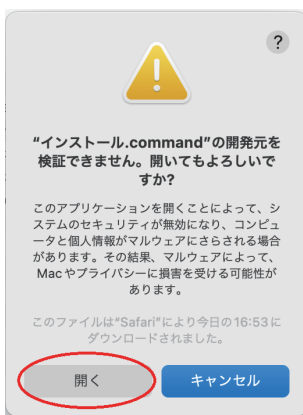 ?
“インストール.command”の開発元を
検証できません。開いてもよろしいで
すか?
このアプリケーションを開くことによって、シ
ステムのセキュリティが無効になり、コンピュ
ータと個人情報がマルウェアにさらされる場合
があります。その結果、マルウェアによって、
Macやプライバシーに損害を受ける可能性が
あります。
このファイルは“Safari”により今日の16:53に
ダウンロードされました。
開く
キャンセル